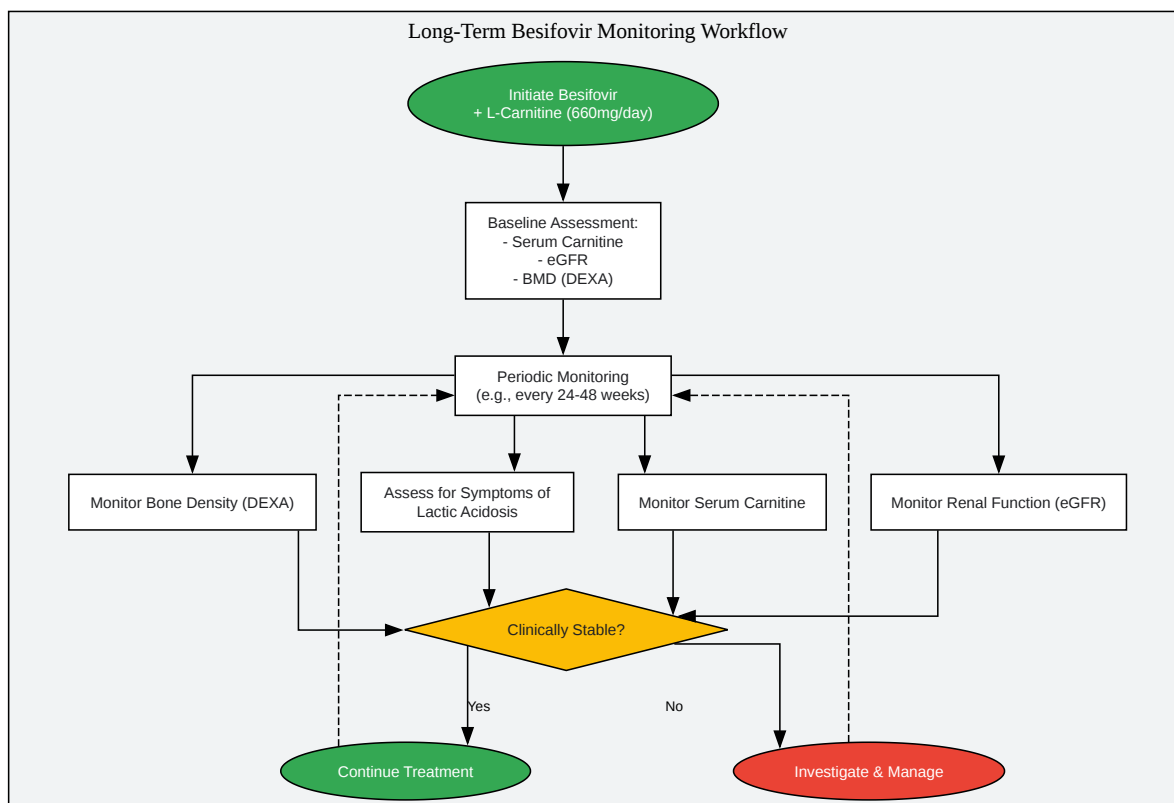 Long-Term Besifovir Monitoring Workflow
Initiate Besifovir
+ L-Carnitine (660mg/day)
Baseline Assessment:
- Serum Carnitine
- eGFR
- BMD (DEXA)
Periodic Monitoring
(e.g., every 24-48 weeks)
Monitor Bone Density (DEXA)
Assess for Symptoms of
Lactic Acidosis
Monitor Serum Carnitine
Monitor Renal Function (eGFR)
Clinically Stable?
Yes
No
Continue Treatment
Investigate & Manage